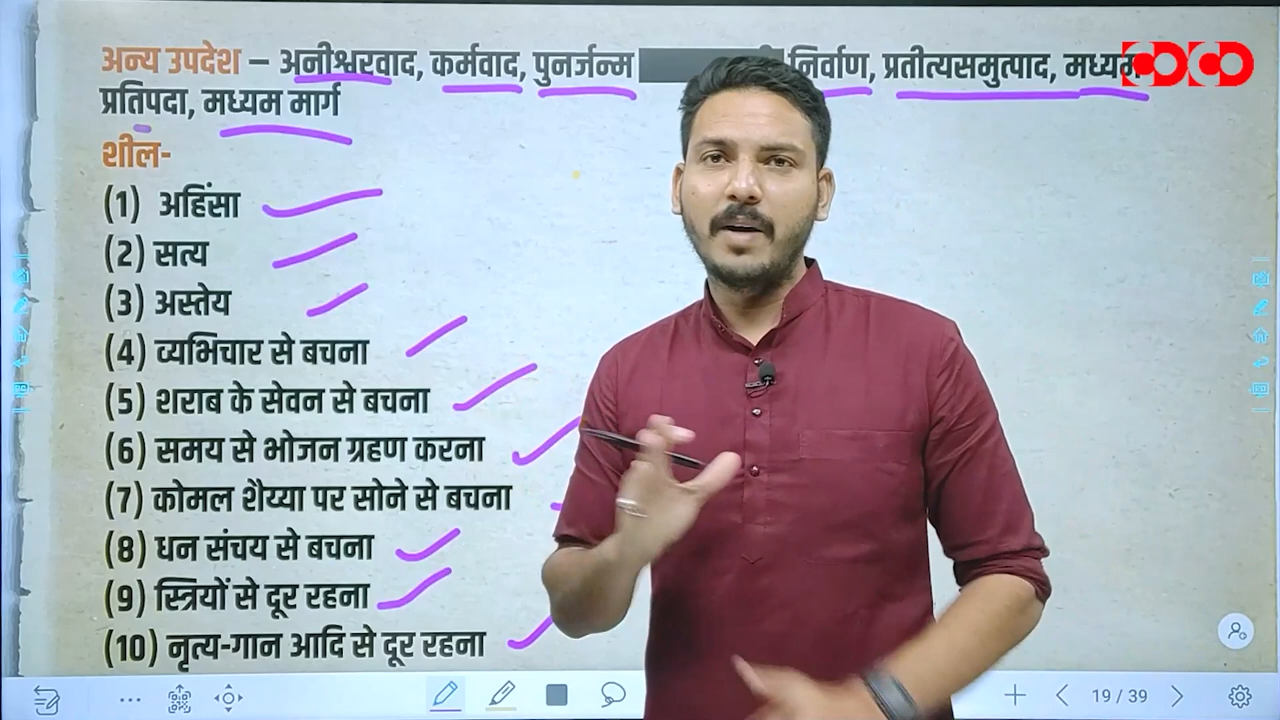 अन्य उपदेश – अनीश्वरवाद, कर्मवाद, पुनर्जन्म निर्वाण, प्रतीत्यसमुत्पाद, मध्यम
प्रतिपदा, मध्यम मार्ग
शील-
(1) अहिंसा
(2) सत्य
(3) अस्तेय
(4) व्यभिचार से बचना
(5) शराब के सेवन से बचना
(6) समय से भोजन ग्रहण करना
(7) कोमल शैय्या पर सोने से बचना
(8) धन संचय से बचना
(9) स्त्रियों से दूर रहना
(10) नृत्य-गान आदि से दूर रहना
19 / 39